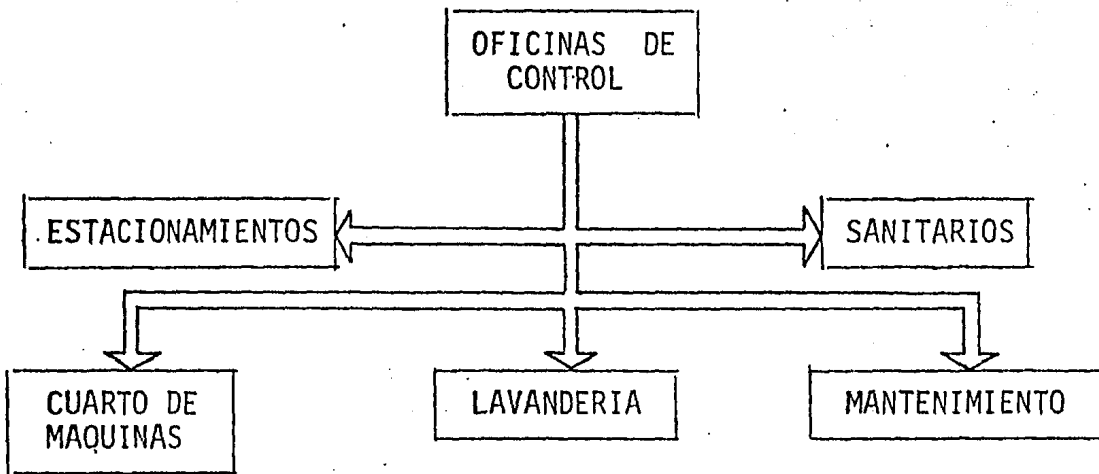 OFICINAS DE
CONTROL
ESTACIONAMIENTOS
SANITARIOS
CUARTO DE
MAQUINAS
LAVANDERIA
MANTENIMIENTO